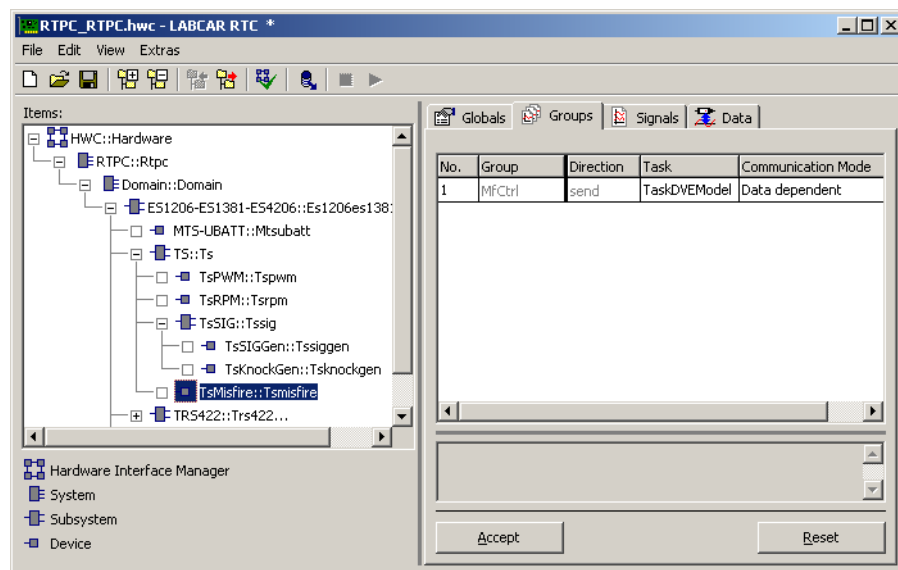 RTPC_RTPC.hwc - LABCAR RTC *
File Edit View Extras
Items:
HWC::Hardware
RTPC::Rtpc
Domain::Domain
ES1206-ES1381-ES4206::Es1206es138
MTS-UBATT::Mtsubatt
TS::Ts
TsPWM::Tspwm
TsRPM::Tsrpm
TsSIG::Tssig
TsSIGGen::Tssiggen
TsKnockGen::Tsknockgen
TsMisfire::Tsmisfire
TRS422::Trs422...
Hardware Interface Manager
System
Subsystem
Device
Globals Groups Signals Data
No. Group Direction Task Communication Mode
1 MfCtrl send TaskDVEModel Data dependent
Accept Reset